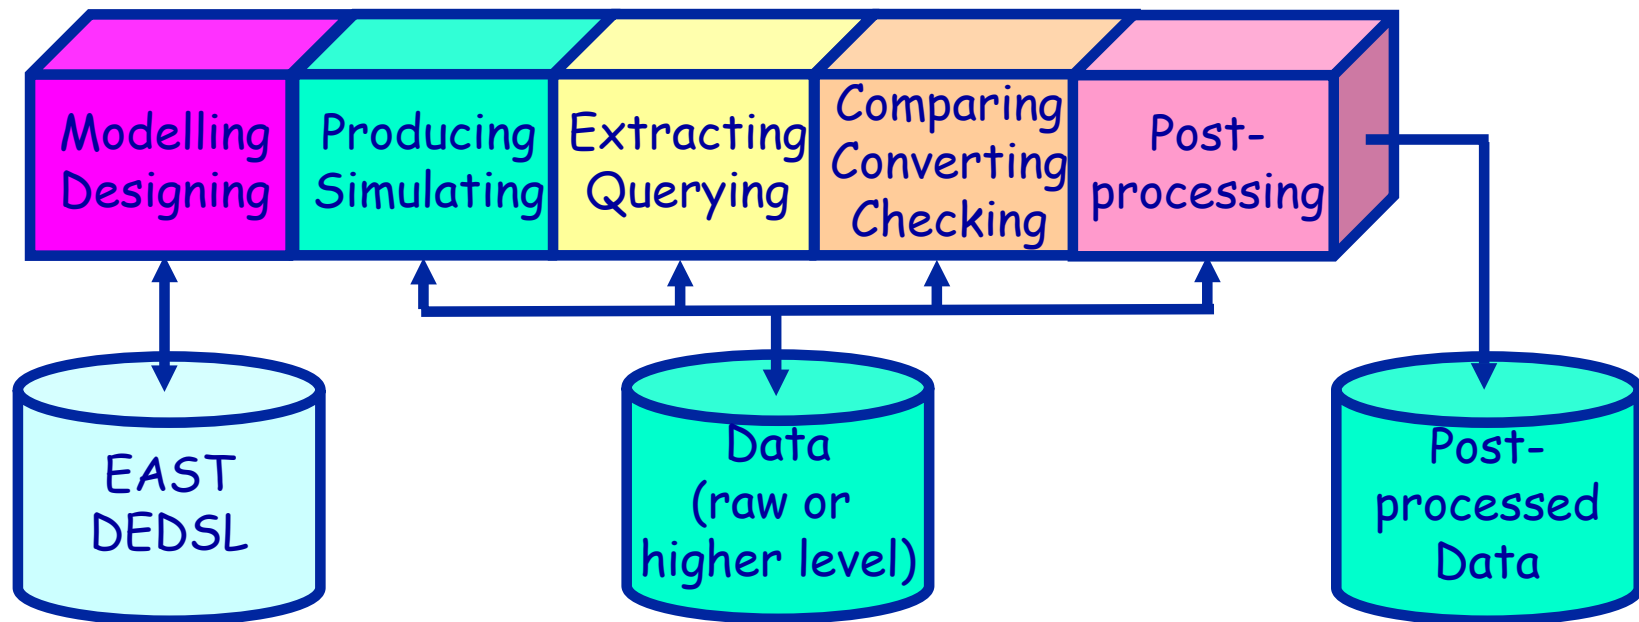 Modelling
Designing
Producing
Simulating
Extracting
Querying
Comparing
Converting
Checking
Post-
processing
EAST
DEDSL
Data
(raw or
higher level)
Post-
processed
Data